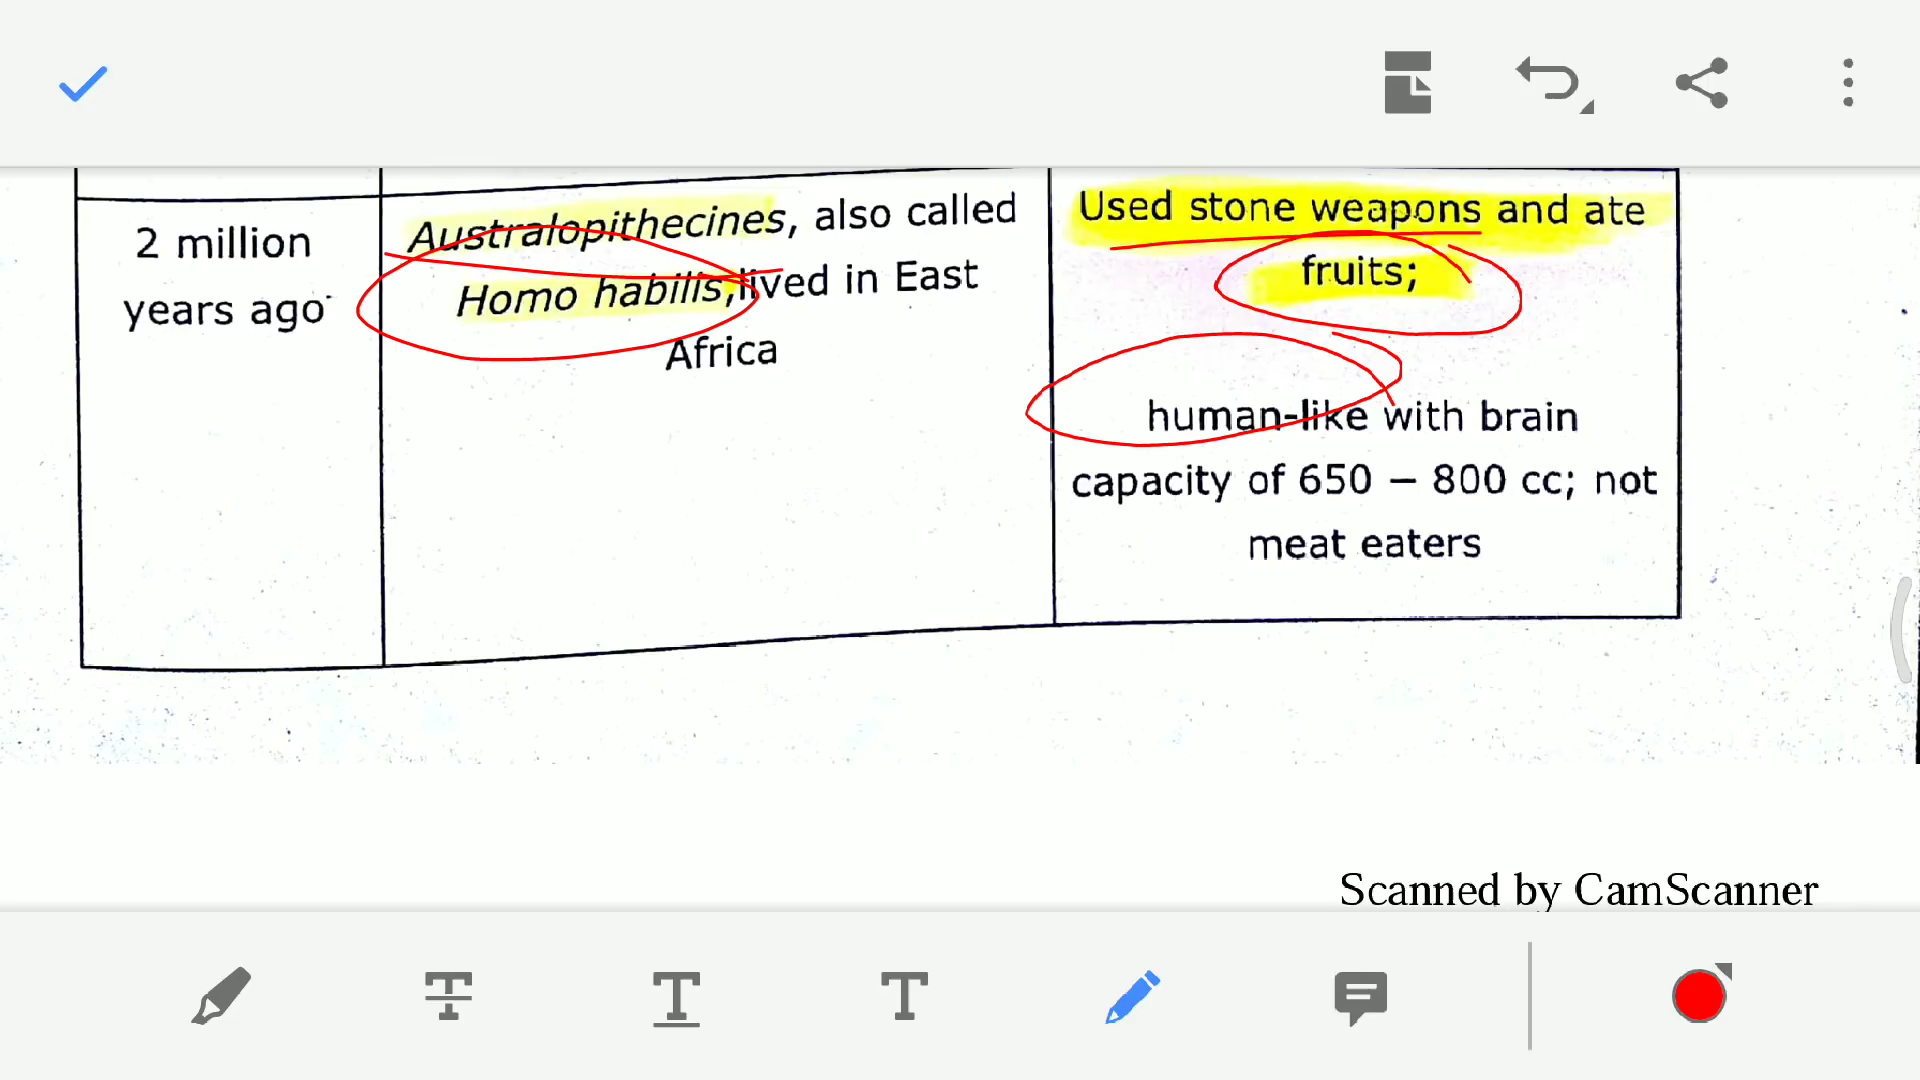 2 million
years ago
Australopithecines, also called
Homo habilis, lived in East
Africa
Used stone weapons and ate
fruits;
human-like with brain
capacity of 650 – 800 cc; not
meat eaters
Scanned by CamScanner